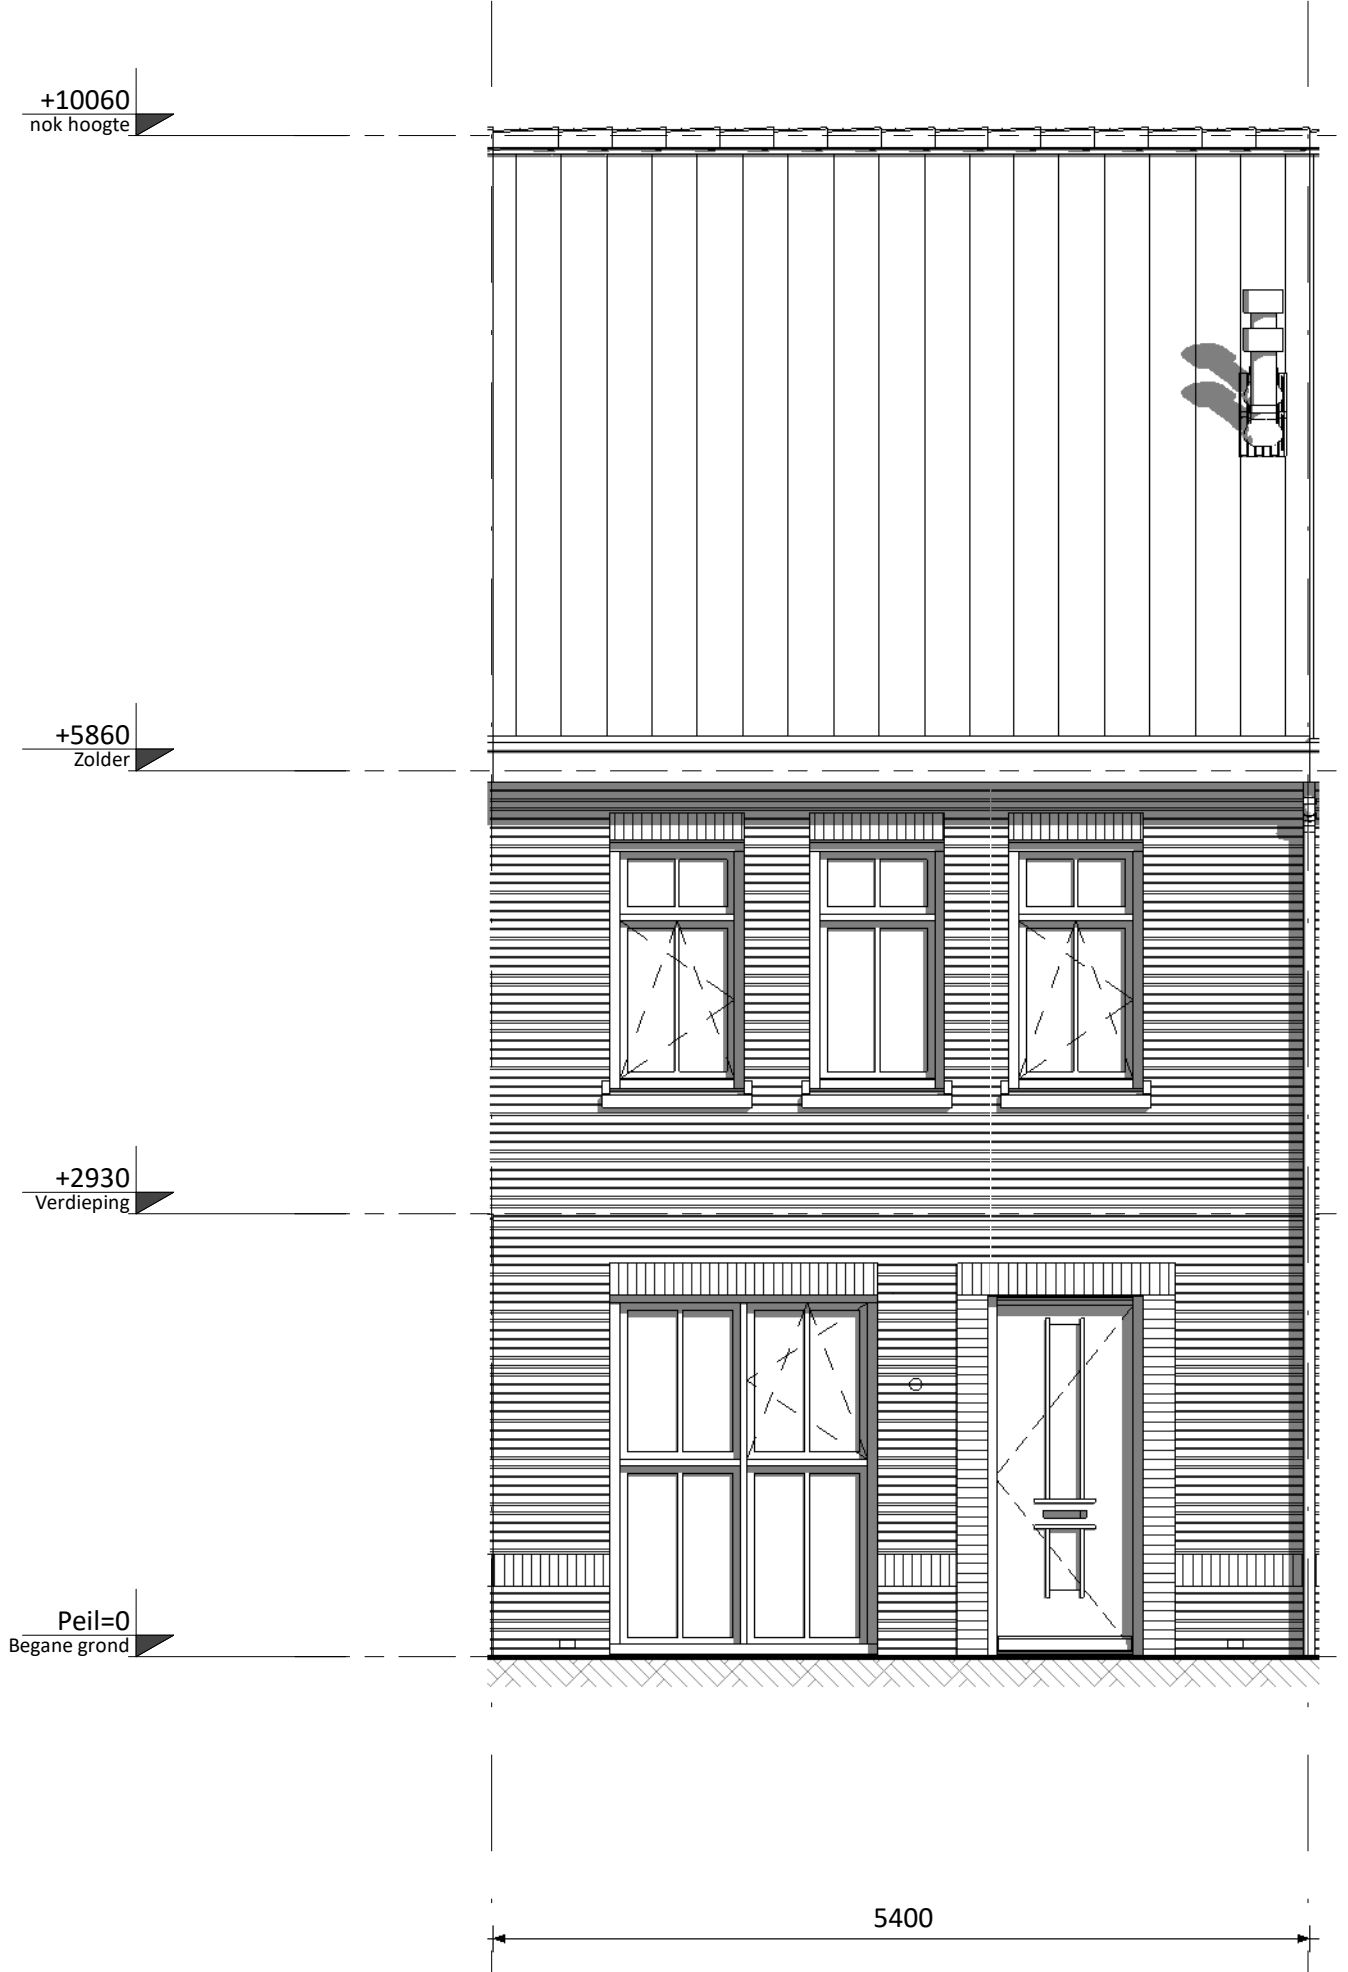 +10060
nok hoogte
+5860
Zolder
+2930
Verdieping
Peil=0
Begane grond
5400